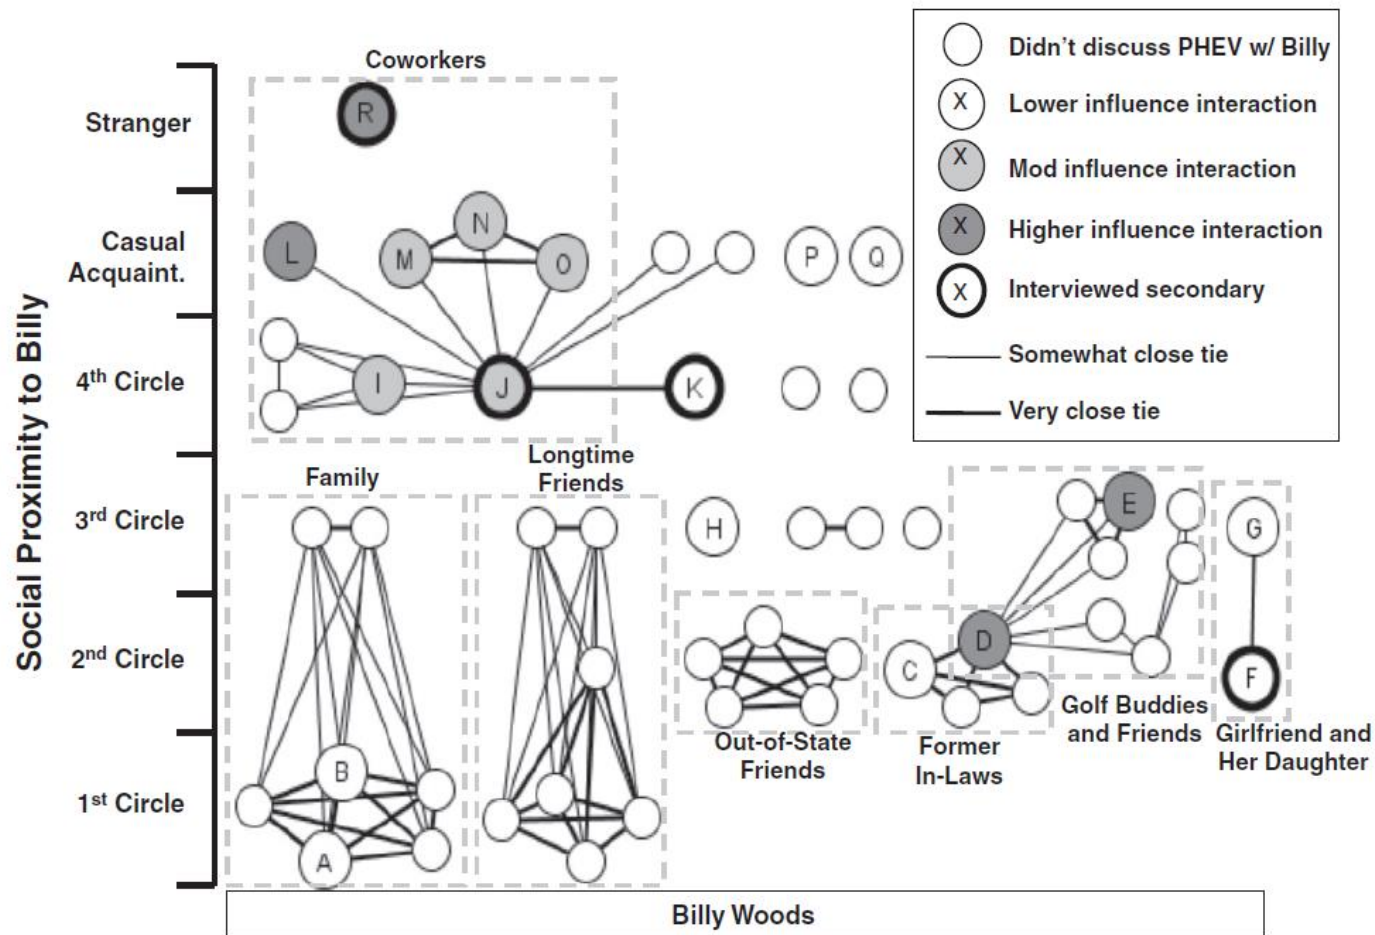 Social Proximity to Billy
Stranger
Casual
Acquaint.
4th Circle
3rd Circle
2nd Circle
1st Circle
Coworkers
R
L
M
N
O
P
Q
I
J
K
Didn't discuss PHEV w/ Billy
X Lower influence interaction
X Mod influence interaction
X Higher influence interaction
X Interviewed secondary
Somewhat close tie
Very close tie
Family
Longtime
Friends
H
E
G
D
C
F
B
A
Out-of-State
Friends
Former
In-Laws
Golf Buddies
and Friends
Girlfriend and
Her Daughter
Billy Woods